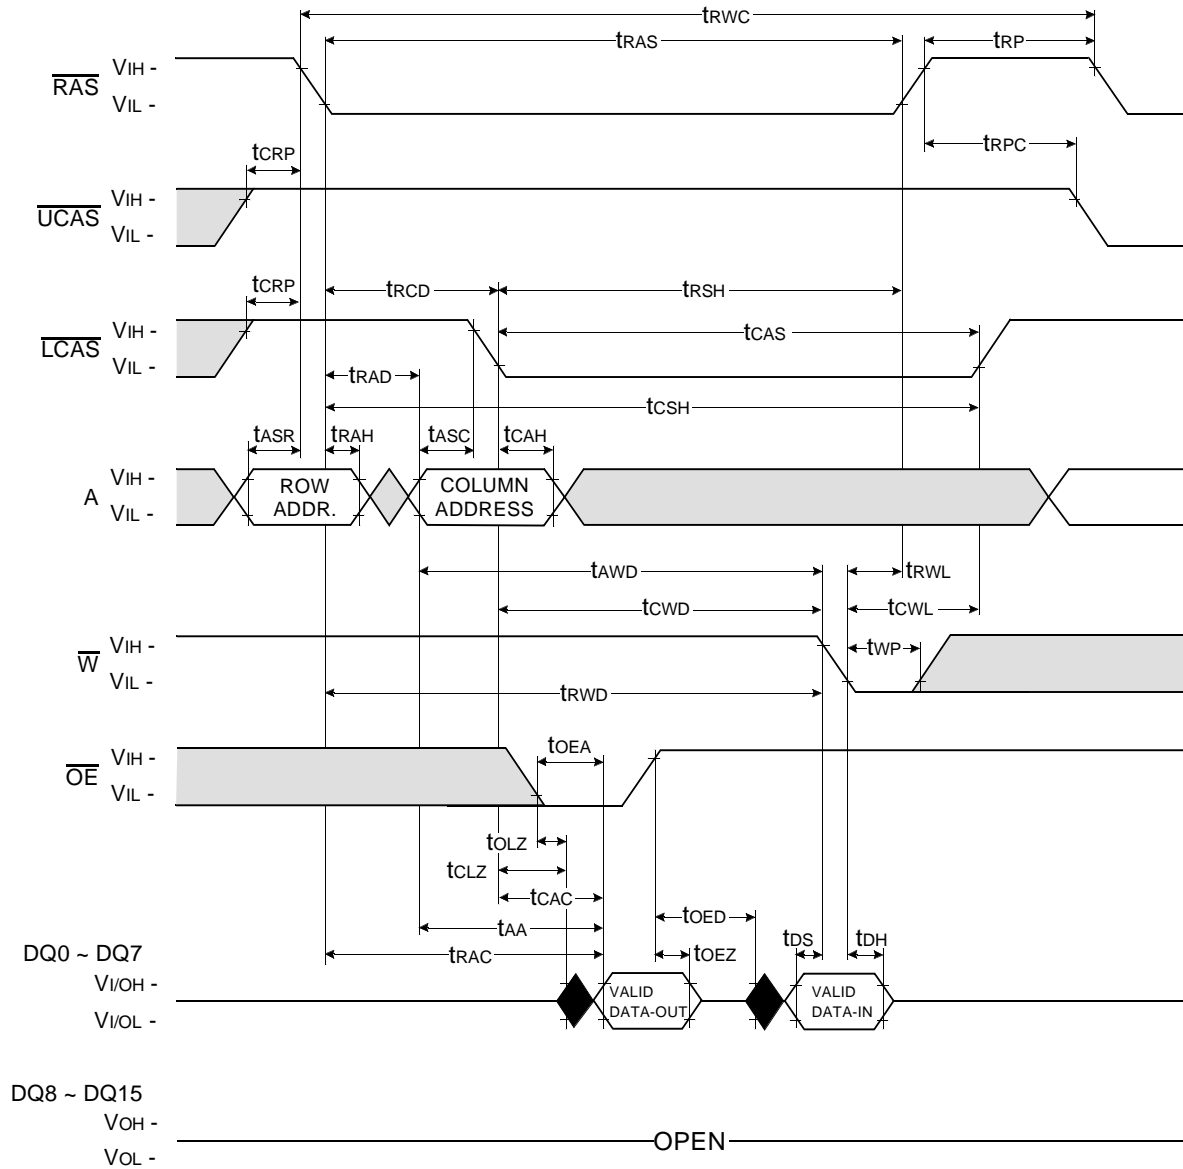 tRWC
tRAS
tRP
RAS
VIH -
VIL -
tRPC
tCRP
UCAS
VIH -
VIL -
tCRP
tRCD
tRSH
LCAS
VIH -
VIL -
tCAS
tRAD
tCSH
tASR
tRAH
tASC
tCAH
A
VIH -
VIL -
ROW
ADDR.
COLUMN
ADDRESS
tAWD
tRWL
tCWD
tCWL
W
VIH -
VIL -
tWP
tRWD
OE
VIH -
VIL -
tOEA
tOLZ
tCLZ
tCAC
tOED
tAA
tDS
tDH
tRAC
tOEZ
DQ0 ~ DQ7
VI/OH -
VI/OL -
VALID
DATA-OUT
VALID
DATA-IN
DQ8 ~ DQ15
VOH -
VOL -
OPEN